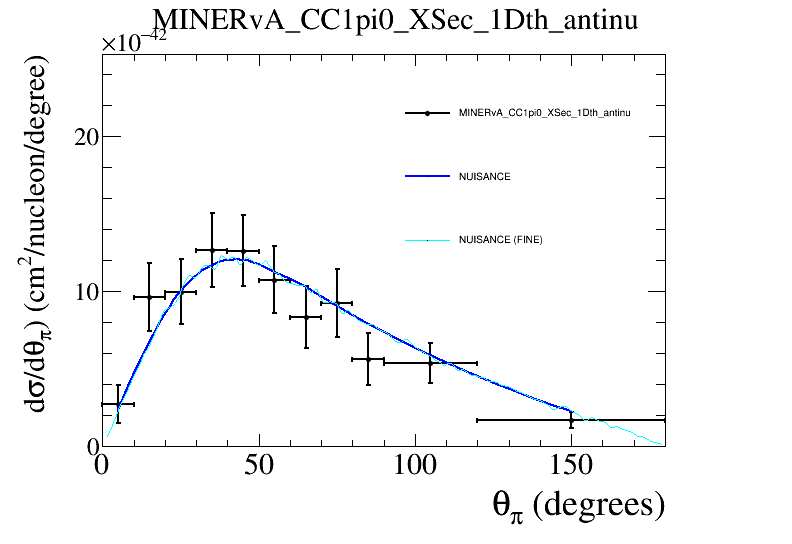 MINERvA_CC1pi0_XSec_1Dth_antinu
×10⁻⁴²
dσ/dθπ) (cm²/nucleon/degree)
20
10
0
MINERvA_CC1pi0_XSec_1Dth_antinu
NUISANCE
NUISANCE (FINE)
0 50 100 150
θπ (degrees)